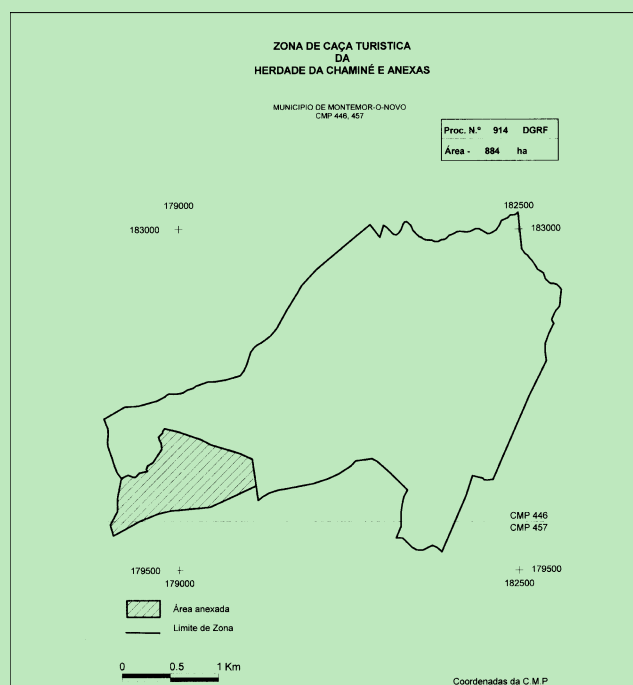 ZONA DE CAÇA TURISTICA
DA
HERDADE DA CHAMINÉ E ANEXAS
MUNICIPIO DE MONTEMOR-O-NOVO
CMP 446, 457
Proc. N.º 914 DGRF
Área - 884 ha
179000
182500
183000
183000
CMP 446
CMP 457
179500
179500
179000
182500
Área anexada
Limite de Zona
0 0.5 1 Km
Coordenadas da C.M.P